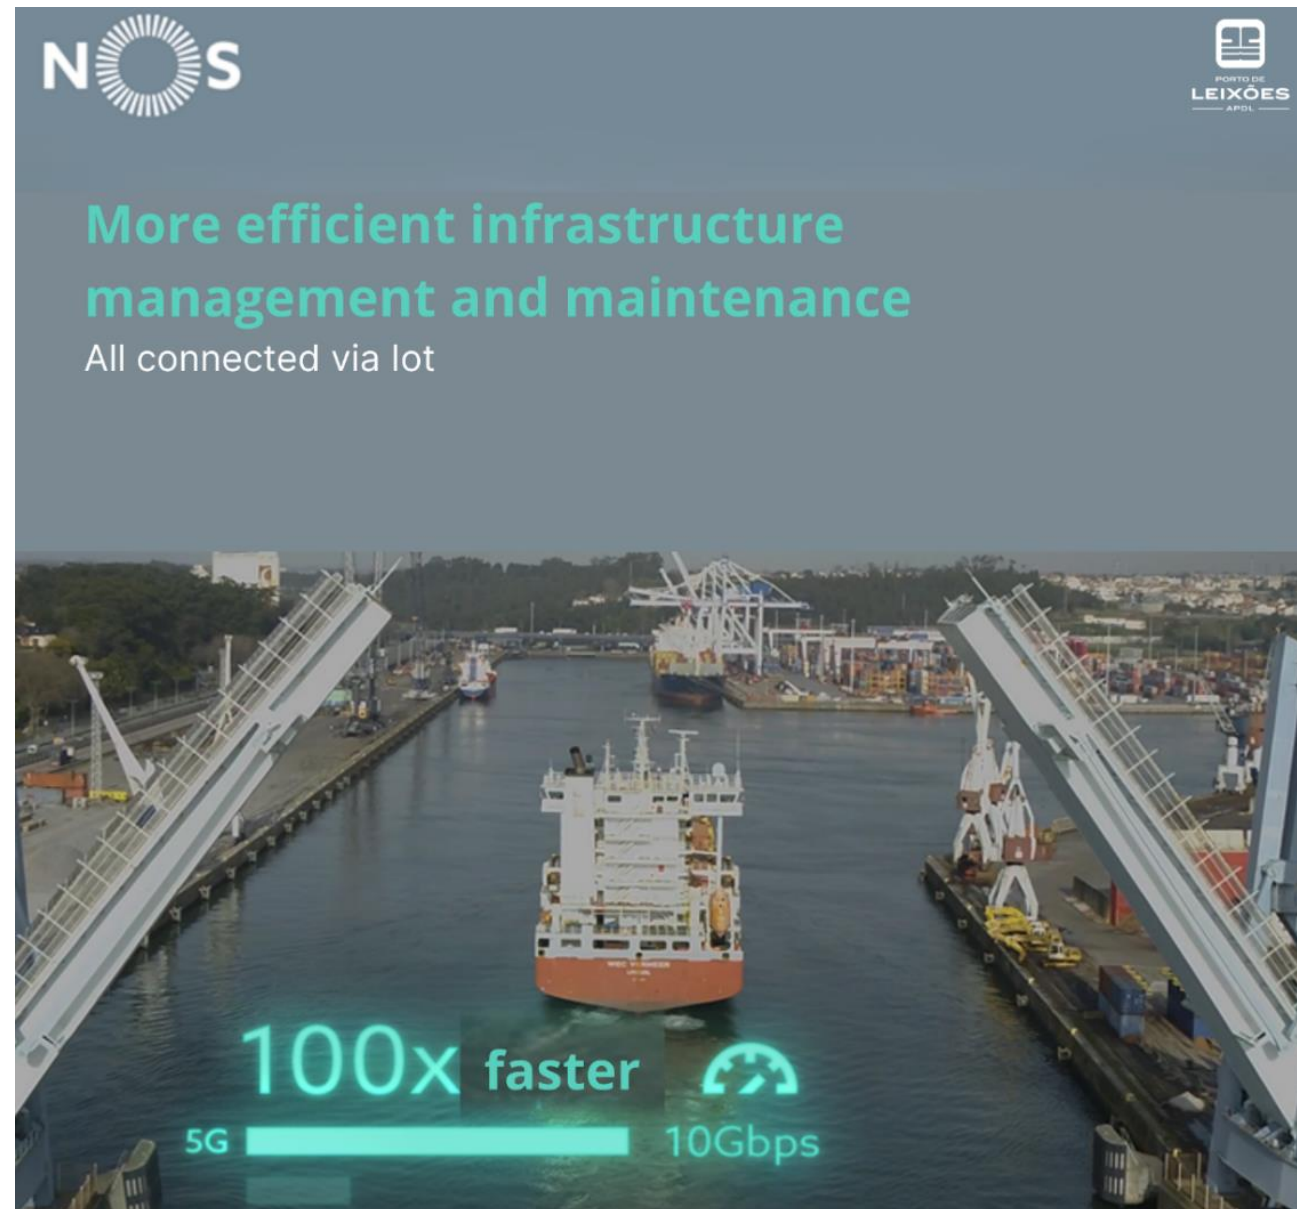 NOS
PORTO DE
LEIXÕES
APDL
More efficient infrastructure
management and maintenance
All connected via Iot
100x faster
5G 10Gbps